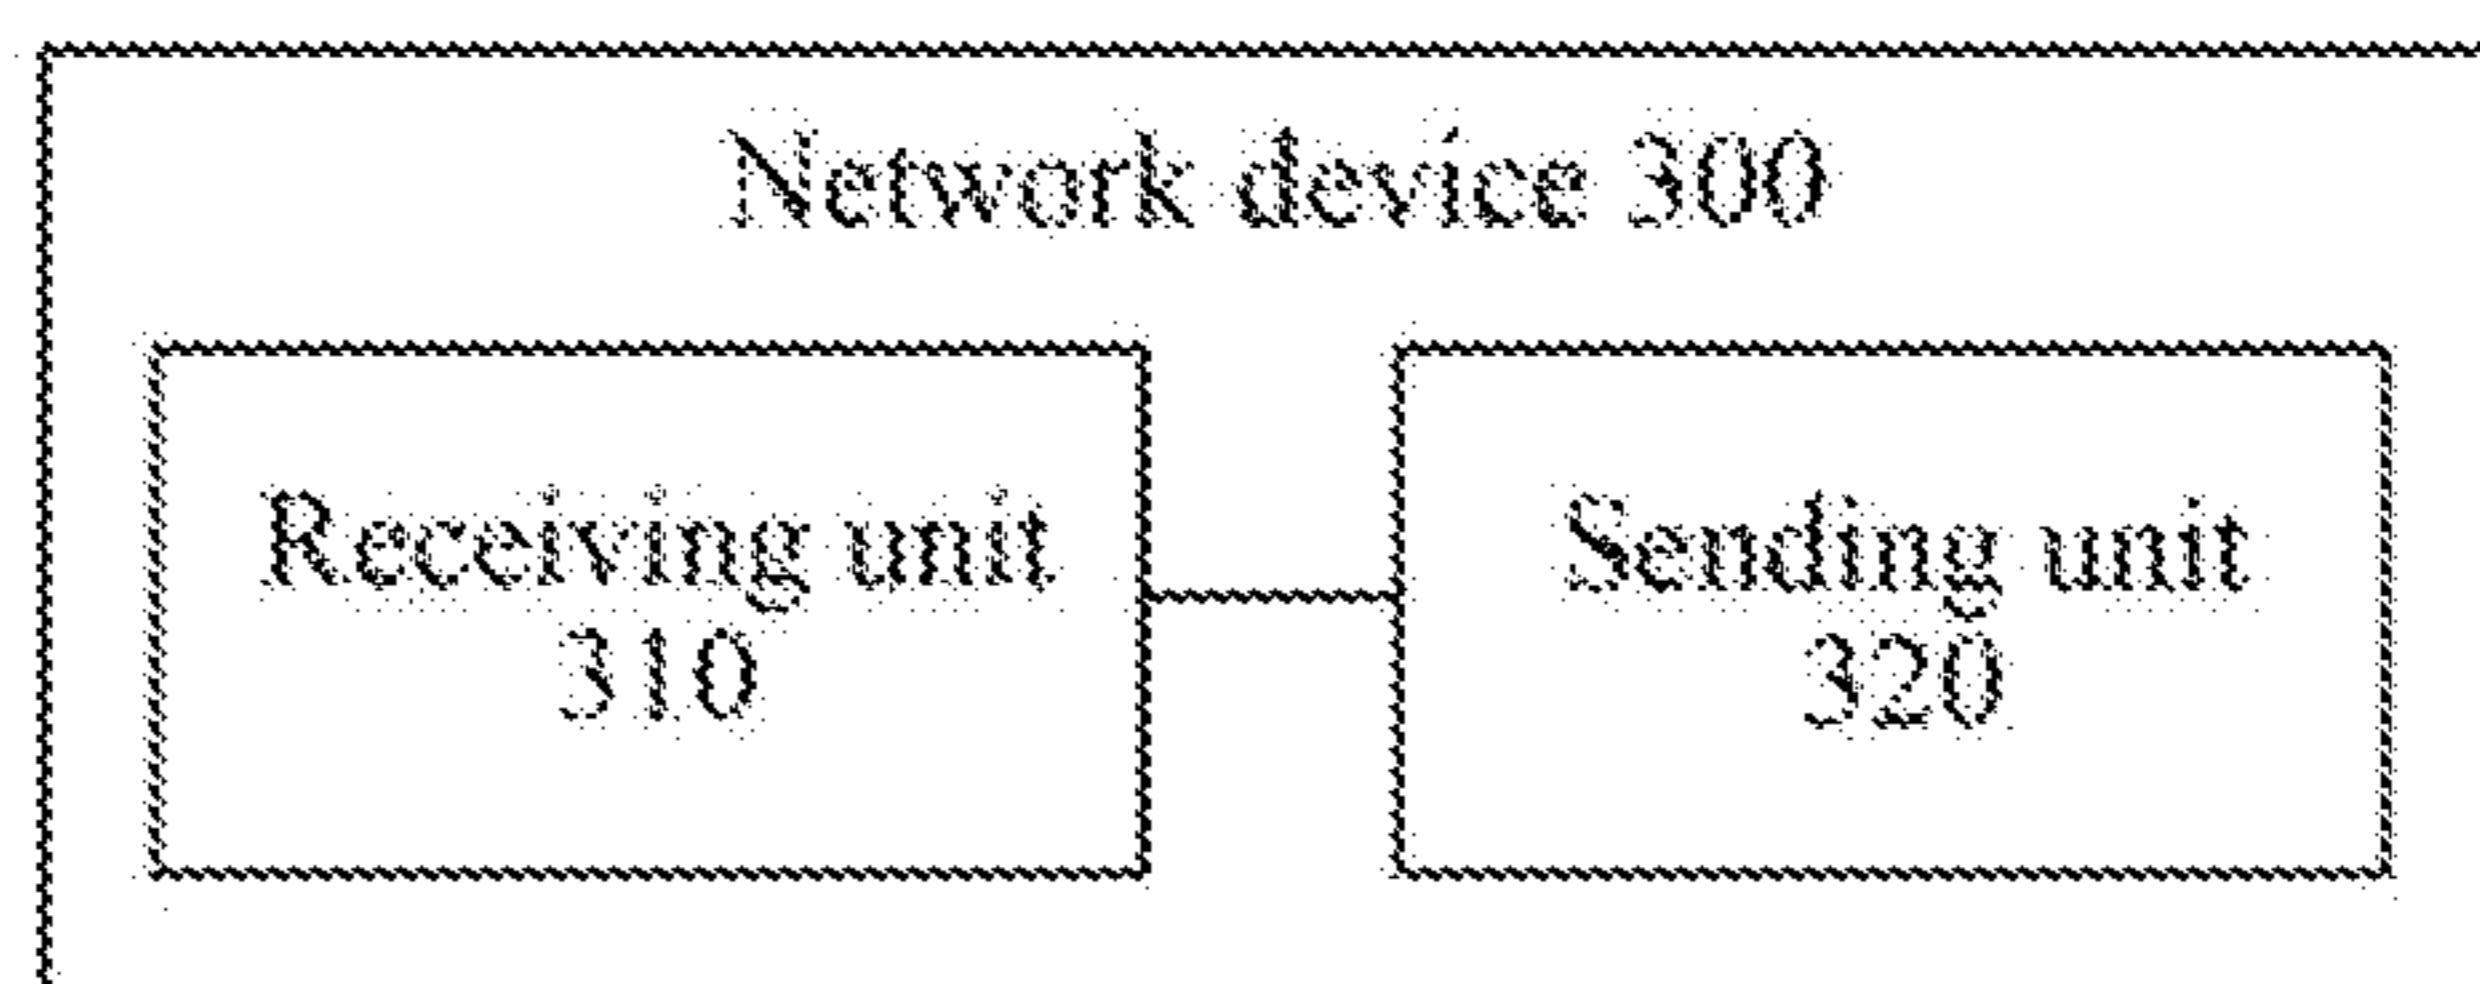 Network device 300
Receiving unit
310
Sending unit
320